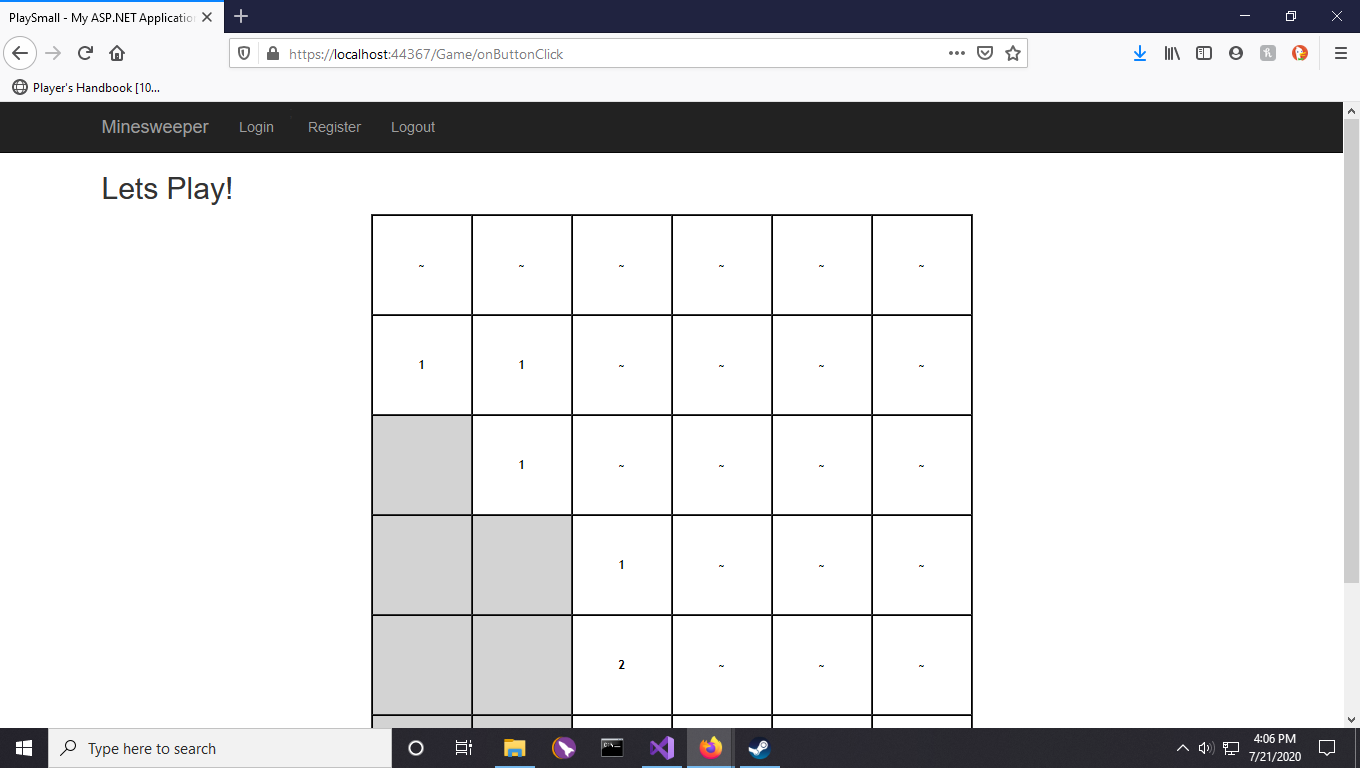 PlaySmall - My ASP.NET Applicatio
https://localhost:44367/Game/onButtonClick
Player's Handbook [10...
Minesweeper Login Register Logout
Lets Play!
~ ~ ~ ~ ~ ~
1 1 ~ ~ ~ ~
1 ~ ~ ~ ~
1 ~ ~ ~
2 ~ ~ ~
Type here to search
4:06 PM
7/21/2020